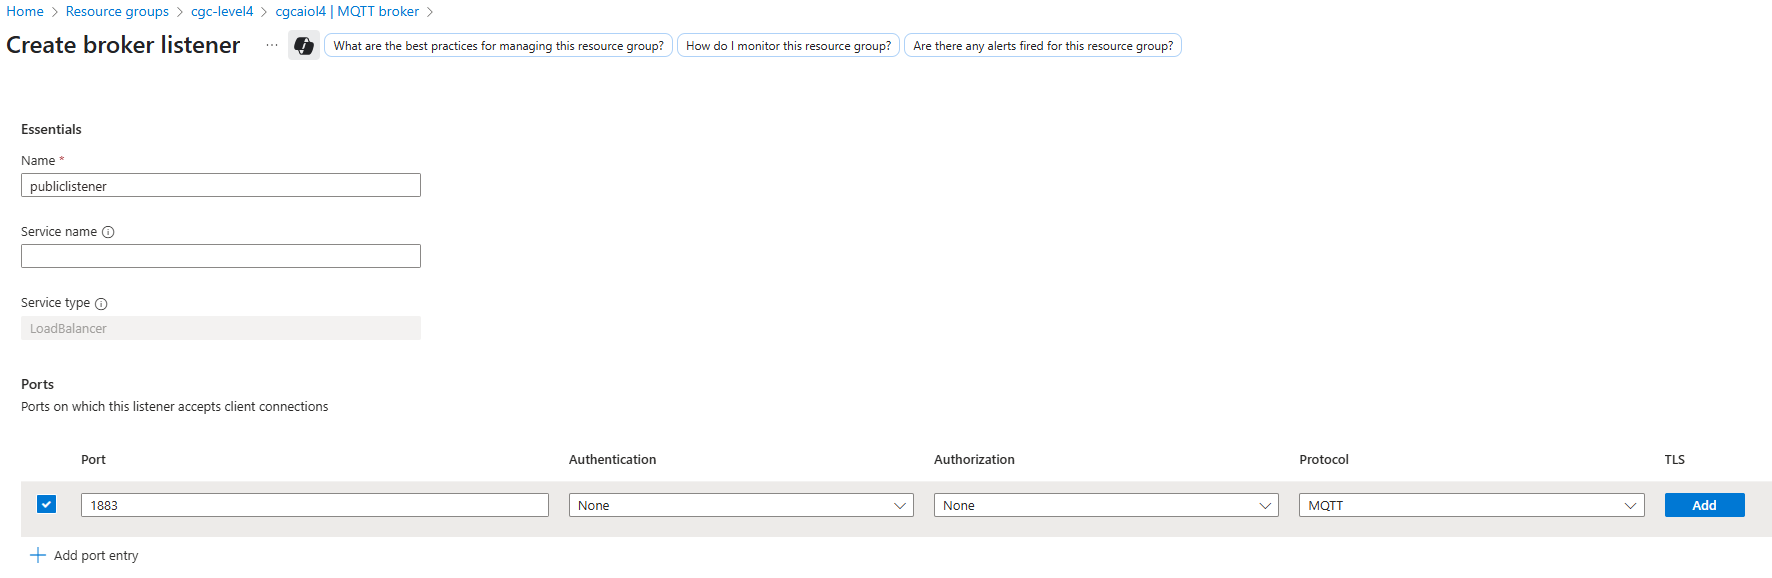 Home > Resource groups > cgc-level4 > cgcaiol4 | MQTT broker >
Create broker listener ... What are the best practices for managing this resource group? How do I monitor this resource group? Are there any alerts fired for this resource group?
Essentials
Name *
publiclistener
Service name
Service type
LoadBalancer
Ports
Ports on which this listener accepts client connections
Port Authentication Authorization Protocol TLS
1883 None None MQTT Add
+ Add port entry